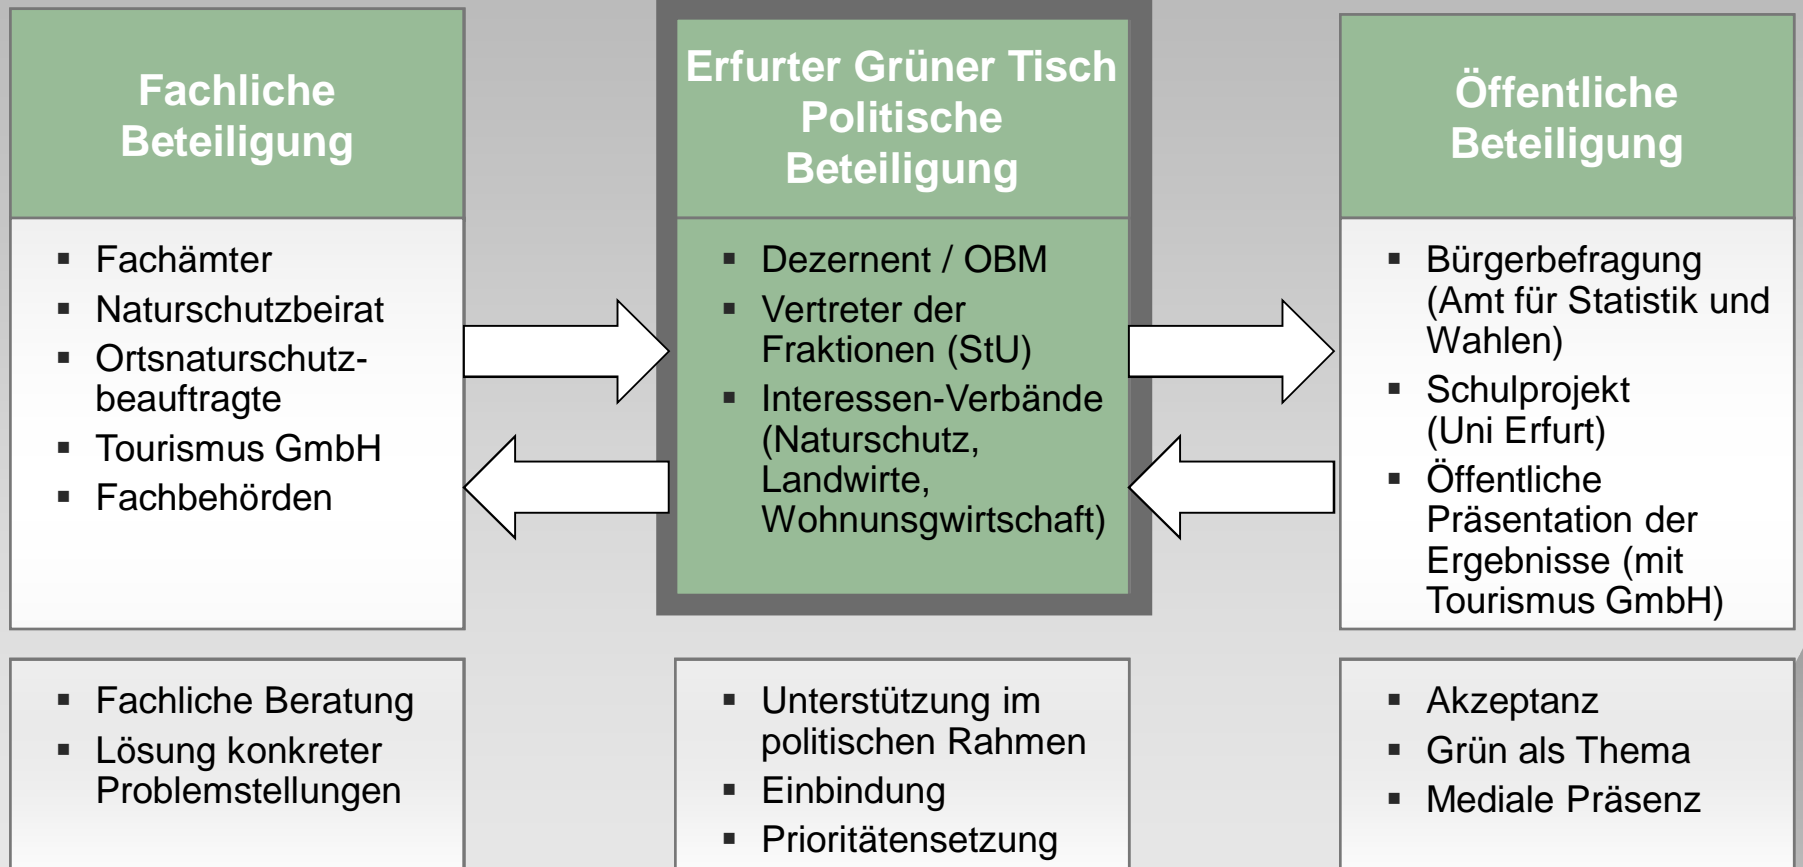 Fachliche
Beteiligung
▪ Fachämter
▪ Naturschutzbeirat
▪ Ortsnaturschutz-
beauftragte
▪ Tourismus GmbH
▪ Fachbehörden
▪ Fachliche Beratung
▪ Lösung konkreter
Problemstellungen
Erfurter Grüner Tisch
Politische
Beteiligung
▪ Dezernent / OBM
▪ Vertreter der
Fraktionen (StU)
▪ Interessen-Verbände
(Naturschutz,
Landwirte,
Wohnunsgwirtschaft)
▪ Unterstützung im
politischen Rahmen
▪ Einbindung
▪ Prioritätensetzung
Öffentliche
Beteiligung
▪ Bürgerbefragung
(Amt für Statistik und
Wahlen)
▪ Schulprojekt
(Uni Erfurt)
▪ Öffentliche
Präsentation der
Ergebnisse (mit
Tourismus GmbH)
▪ Akzeptanz
▪ Grün als Thema
▪ Mediale Präsenz